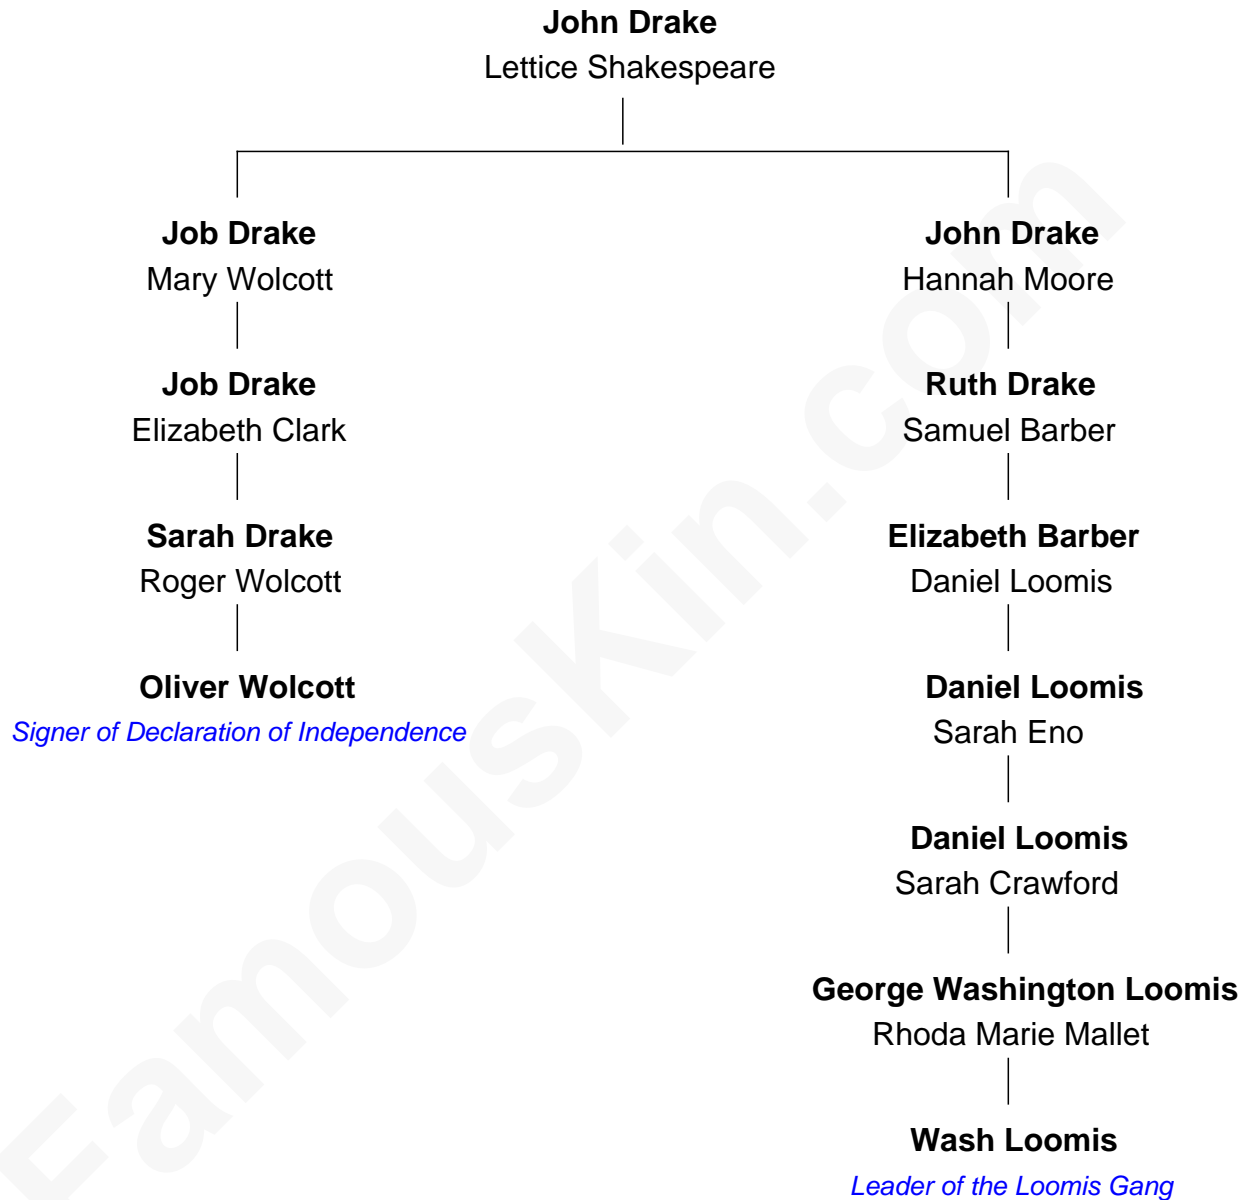 John Drake
Lettice Shakespeare
Job Drake
Mary Wolcott
Job Drake
Elizabeth Clark
Sarah Drake
Roger Wolcott
Oliver Wolcott
Signer of Declaration of Independence
John Drake
Hannah Moore
Ruth Drake
Samuel Barber
Elizabeth Barber
Daniel Loomis
Daniel Loomis
Sarah Eno
Daniel Loomis
Sarah Crawford
George Washington Loomis
Rhoda Marie Mallet
Wash Loomis
Leader of the Loomis Gang
FamousKin.com